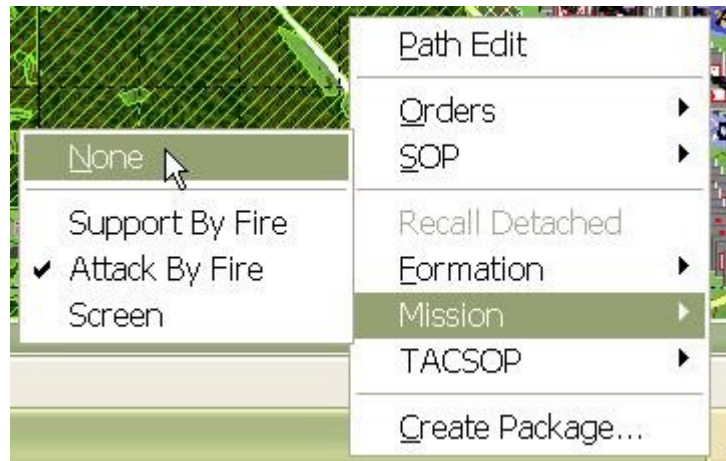 Path Edit
Orders
SOP
Recall Detached
Formation
Mission
TACSOP
Create Package...
None
Support By Fire
Attack By Fire
Screen